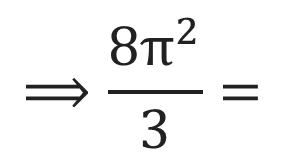 ⟹ 8π²/3 =